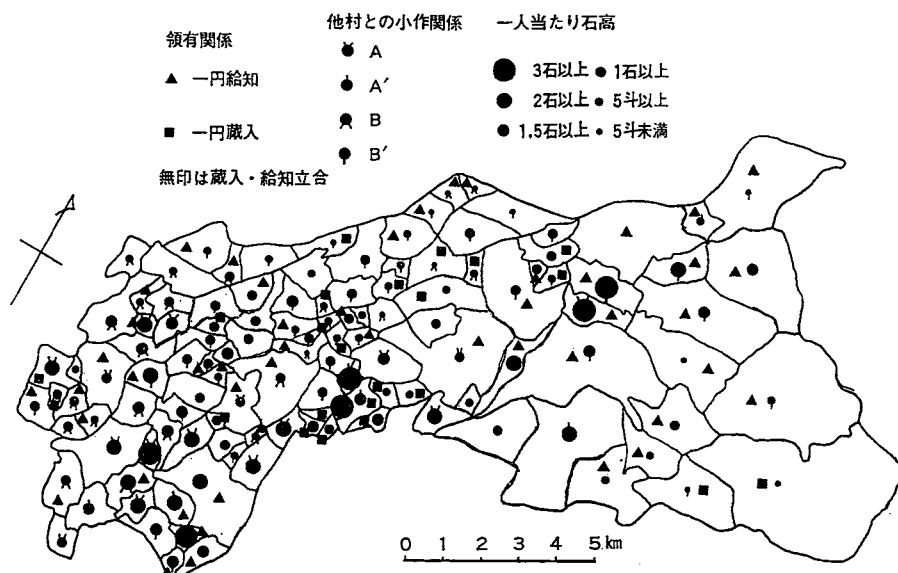 領有関係
▲ 一円給知
■ 一円蔵入
無印は蔵入・給知立合
他村との小作関係
A
A′
B
B′
一人当たり石高
3石以上
1石以上
2石以上
5斗以上
1.5石以上
5斗未満
0 1 2 3 4 5 km